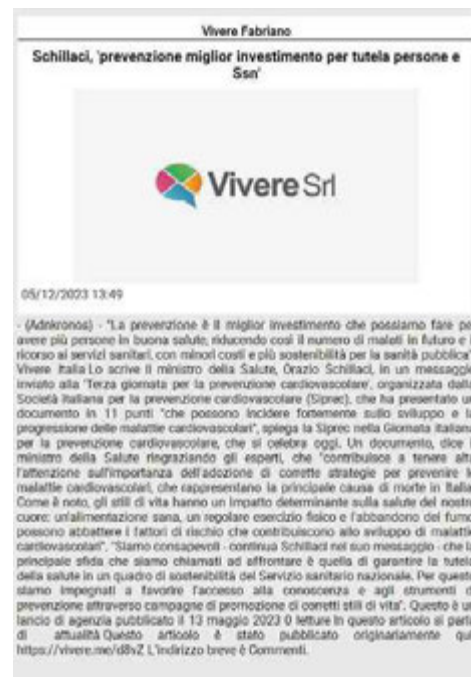 Vivere Fabriano
Schillaci, 'prevenzione miglior investimento per tutela persone e
Ssn'
Vivere Srl
05/12/2023 13:49
- (Adnkronos) - "La prevenzione è il miglior investimento che possiamo fare per
avere più persone in buona salute, riducendo così il numero di malati in futuro e il
ricorso ai servizi sanitari, con minori costi e più sostenibilità per la sanità pubblica".
Vivere Italia Lo scrive il ministro della Salute, Orazio Schillaci, in un messaggio
inviato alla 'Terza giornata per la prevenzione cardiovascolare', organizzata dalla
Società italiana per la prevenzione cardiovascolare (Siprec), che ha presentato un
documento in 11 punti "che possono incidere fortemente sullo sviluppo e la
progressione delle malattie cardiovascolari", spiega la Siprec nella Giornata italiana
per la prevenzione cardiovascolare, che si celebra oggi. Un documento, dice il
ministro della Salute ringraziando gli esperti, che "contribuisce a tenere alta
l'attenzione sull'importanza dell'adozione di corrette strategie per prevenire le
malattie cardiovascolari, che rappresentano la principale causa di morte in Italia.
Come è noto, gli stili di vita hanno un impatto determinante sulla salute del nostro
cuore: un'alimentazione sana, un regolare esercizio fisico e l'abbandono del fumo
possono abbattere i fattori di rischio che contribuiscono allo sviluppo di malattie
cardiovascolari". "Siamo consapevoli - continua Schillaci nel suo messaggio - che la
principale sfida che siamo chiamati ad affrontare è quella di garantire la tutela
della salute in un quadro di sostenibilità del Servizio sanitario nazionale. Per questo
siamo impegnati a favorire l'accesso alla conoscenza e agli strumenti di
prevenzione attraverso campagne di promozione di corretti stili di vita". Questo è un
lancio di agenzia pubblicato il 13 maggio 2023 0 letture In questo articolo si parla
di attualità Questo articolo è stato pubblicato originariamente qui
https://vivere.me/d8vZ L'indirizzo breve è Commenti.